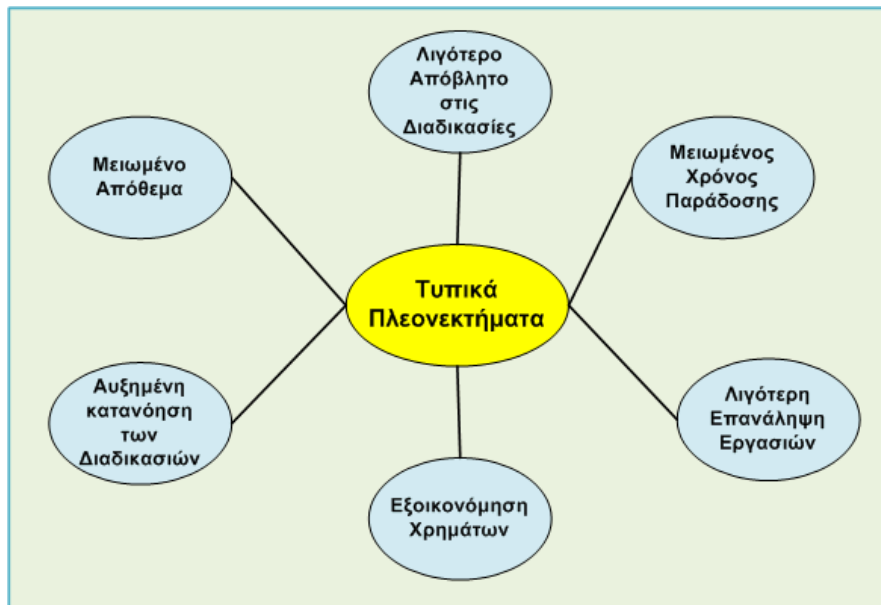 Λιγότερο
Απόβλητο
στις
Διαδικασίες
Μειωμένο
Απόθεμα
Μειωμένος
Χρόνος
Παράδοσης
Τυπικά
Πλεονεκτήματα
Αυξημένη
κατανόηση
των
Διαδικασιών
Λιγότερη
Επανάληψη
Εργασιών
Εξοικονόμηση
Χρημάτων